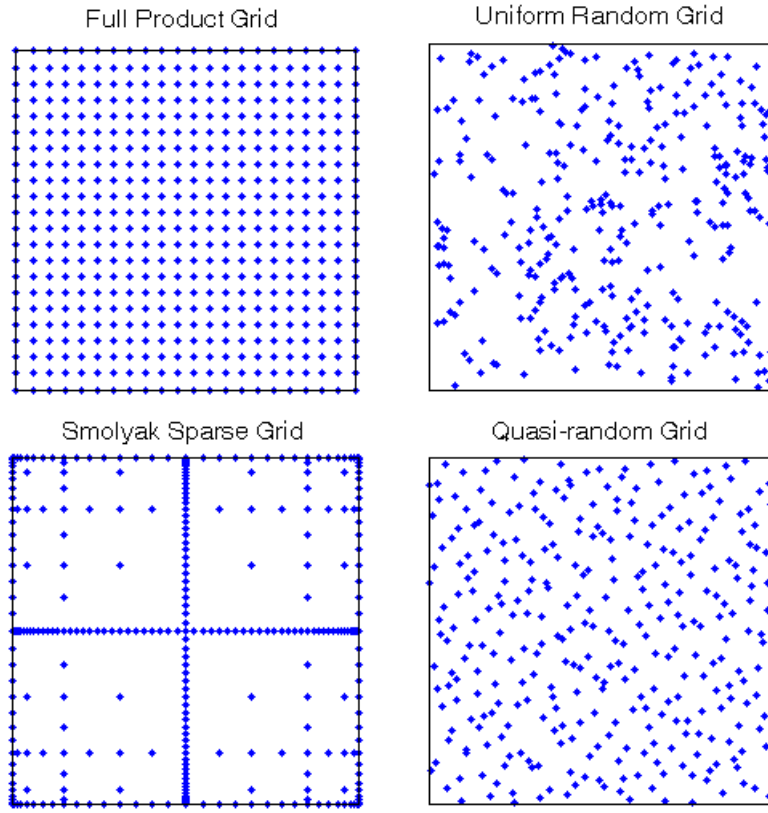 Full Product Grid
Uniform Random Grid
Smolyak Sparse Grid
Quasi-random Grid